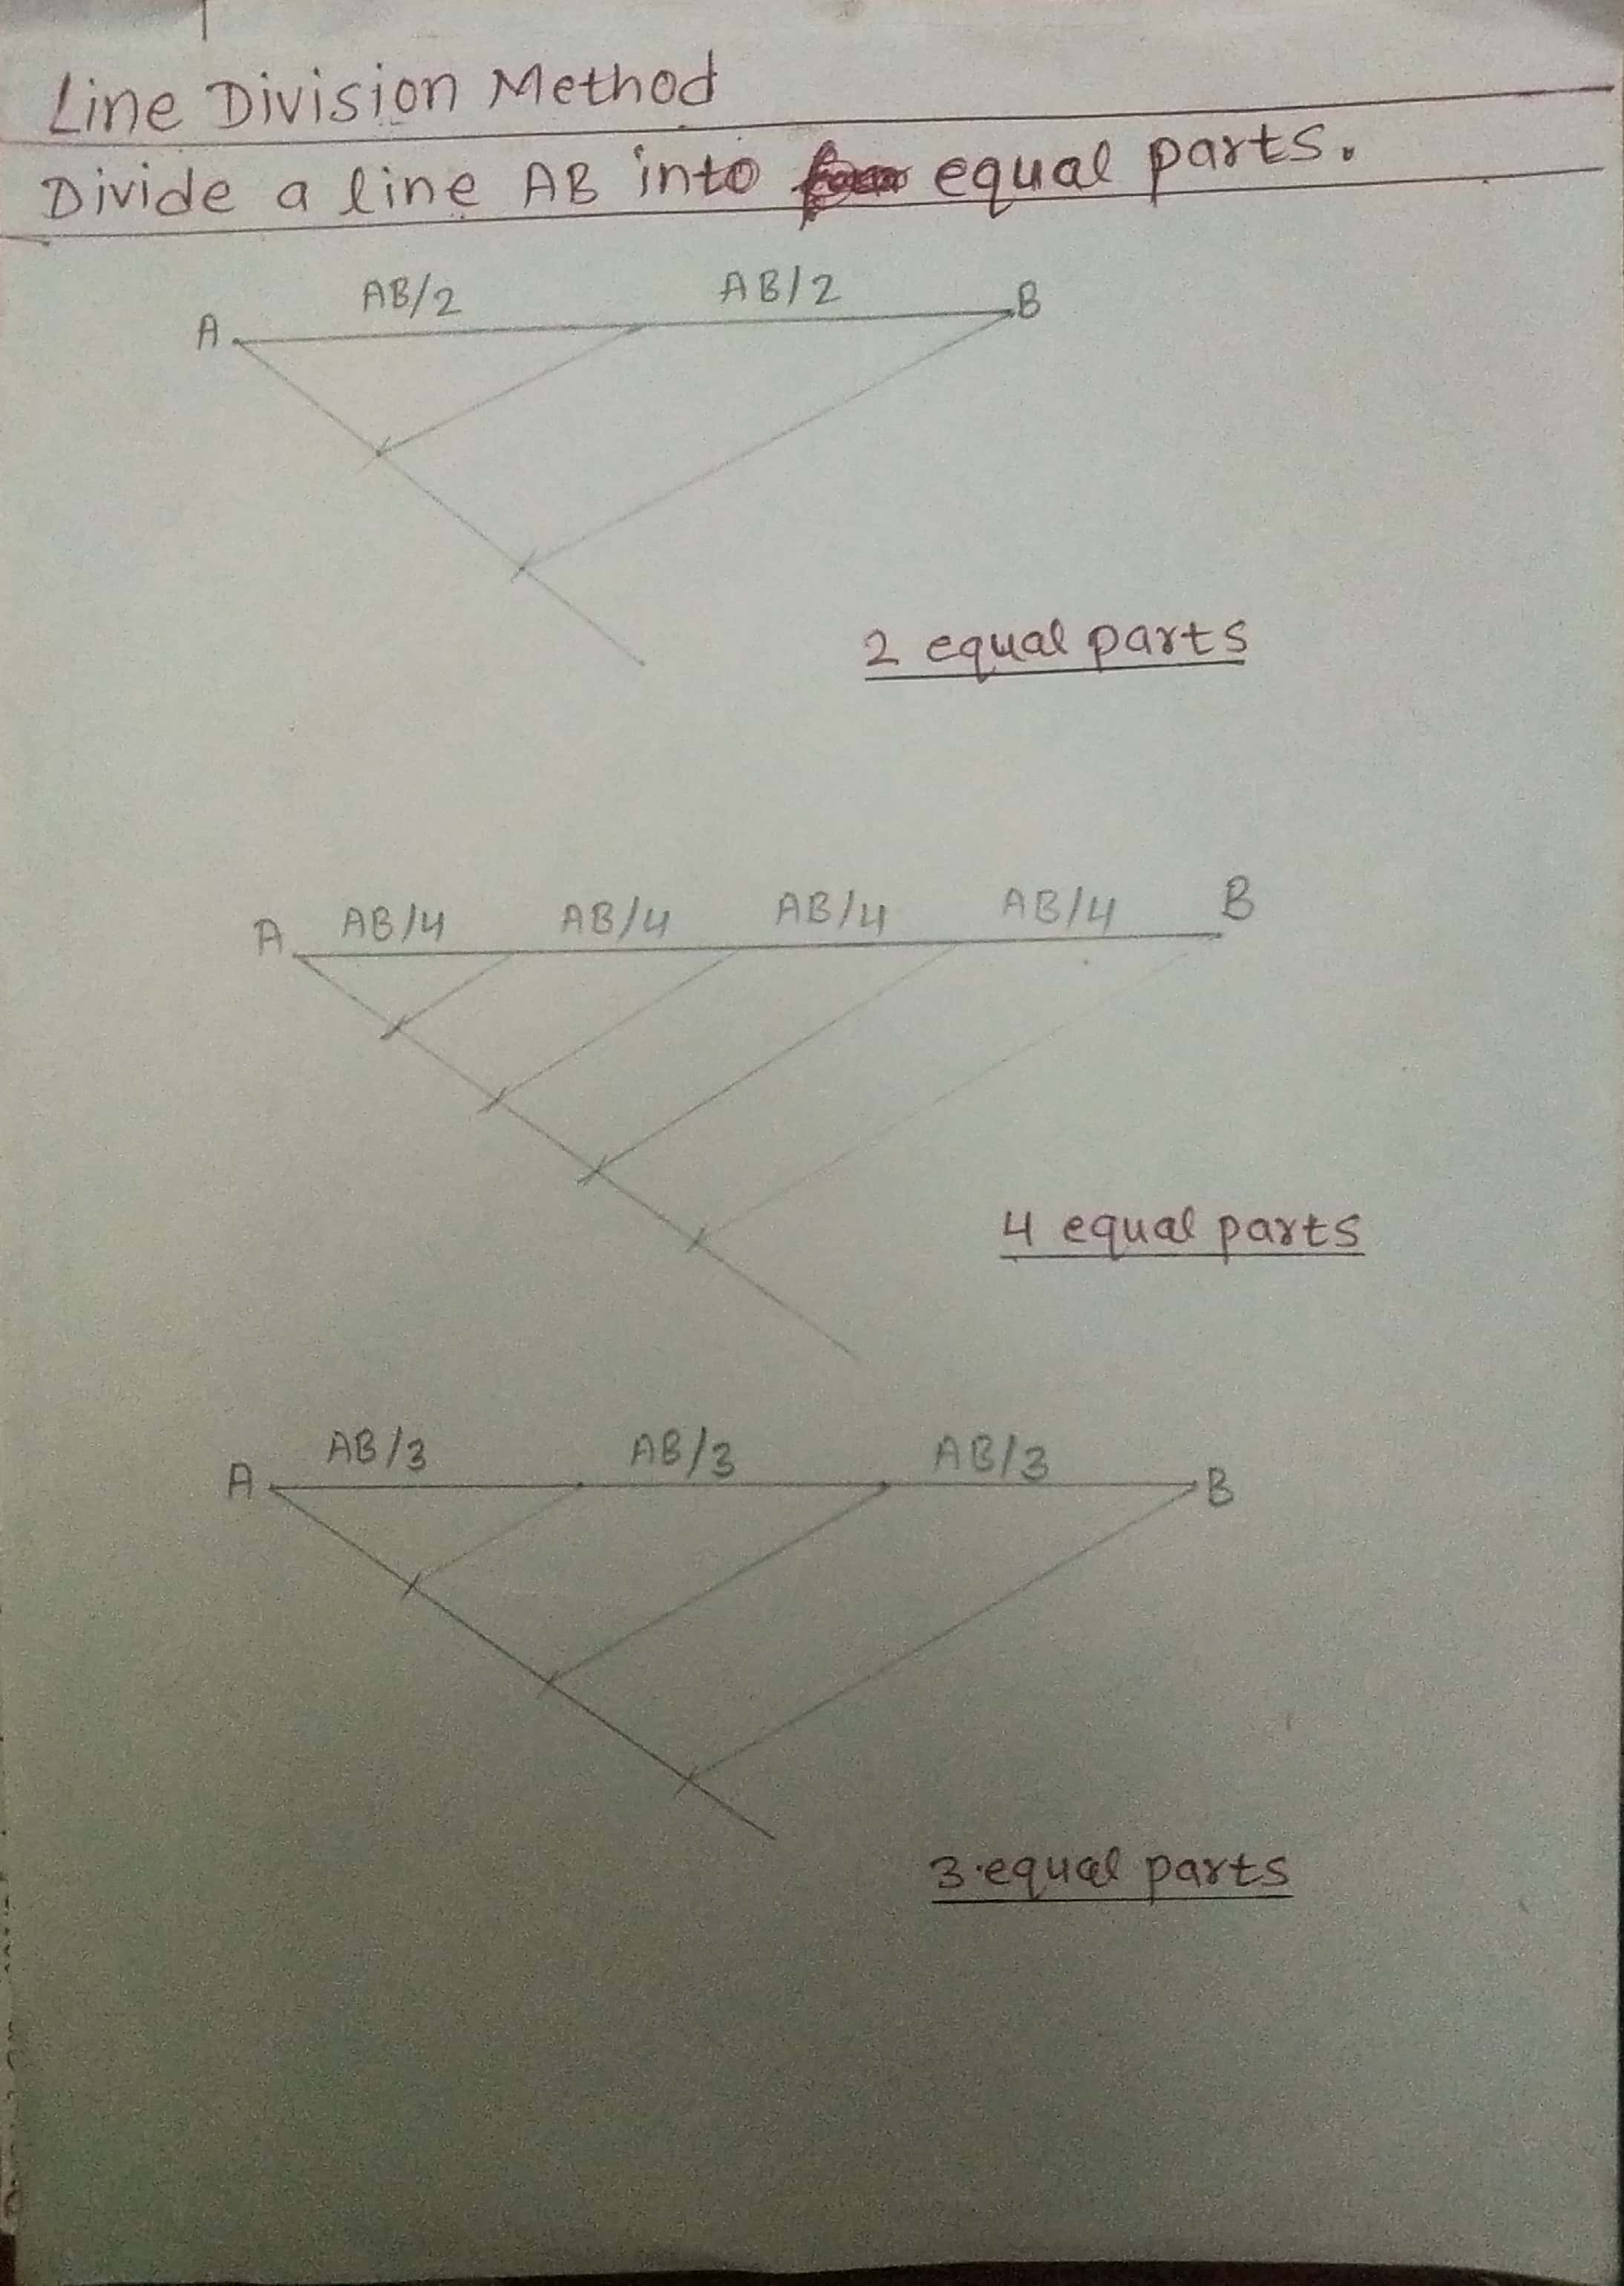 Line Division Method
Divide a line AB into equal parts.
AB/2 AB/2
A B
2 equal parts
A AB/4 AB/4 AB/4 AB/4 B
4 equal parts
AB/3 AB/3 AB/3
A B
3 equal parts